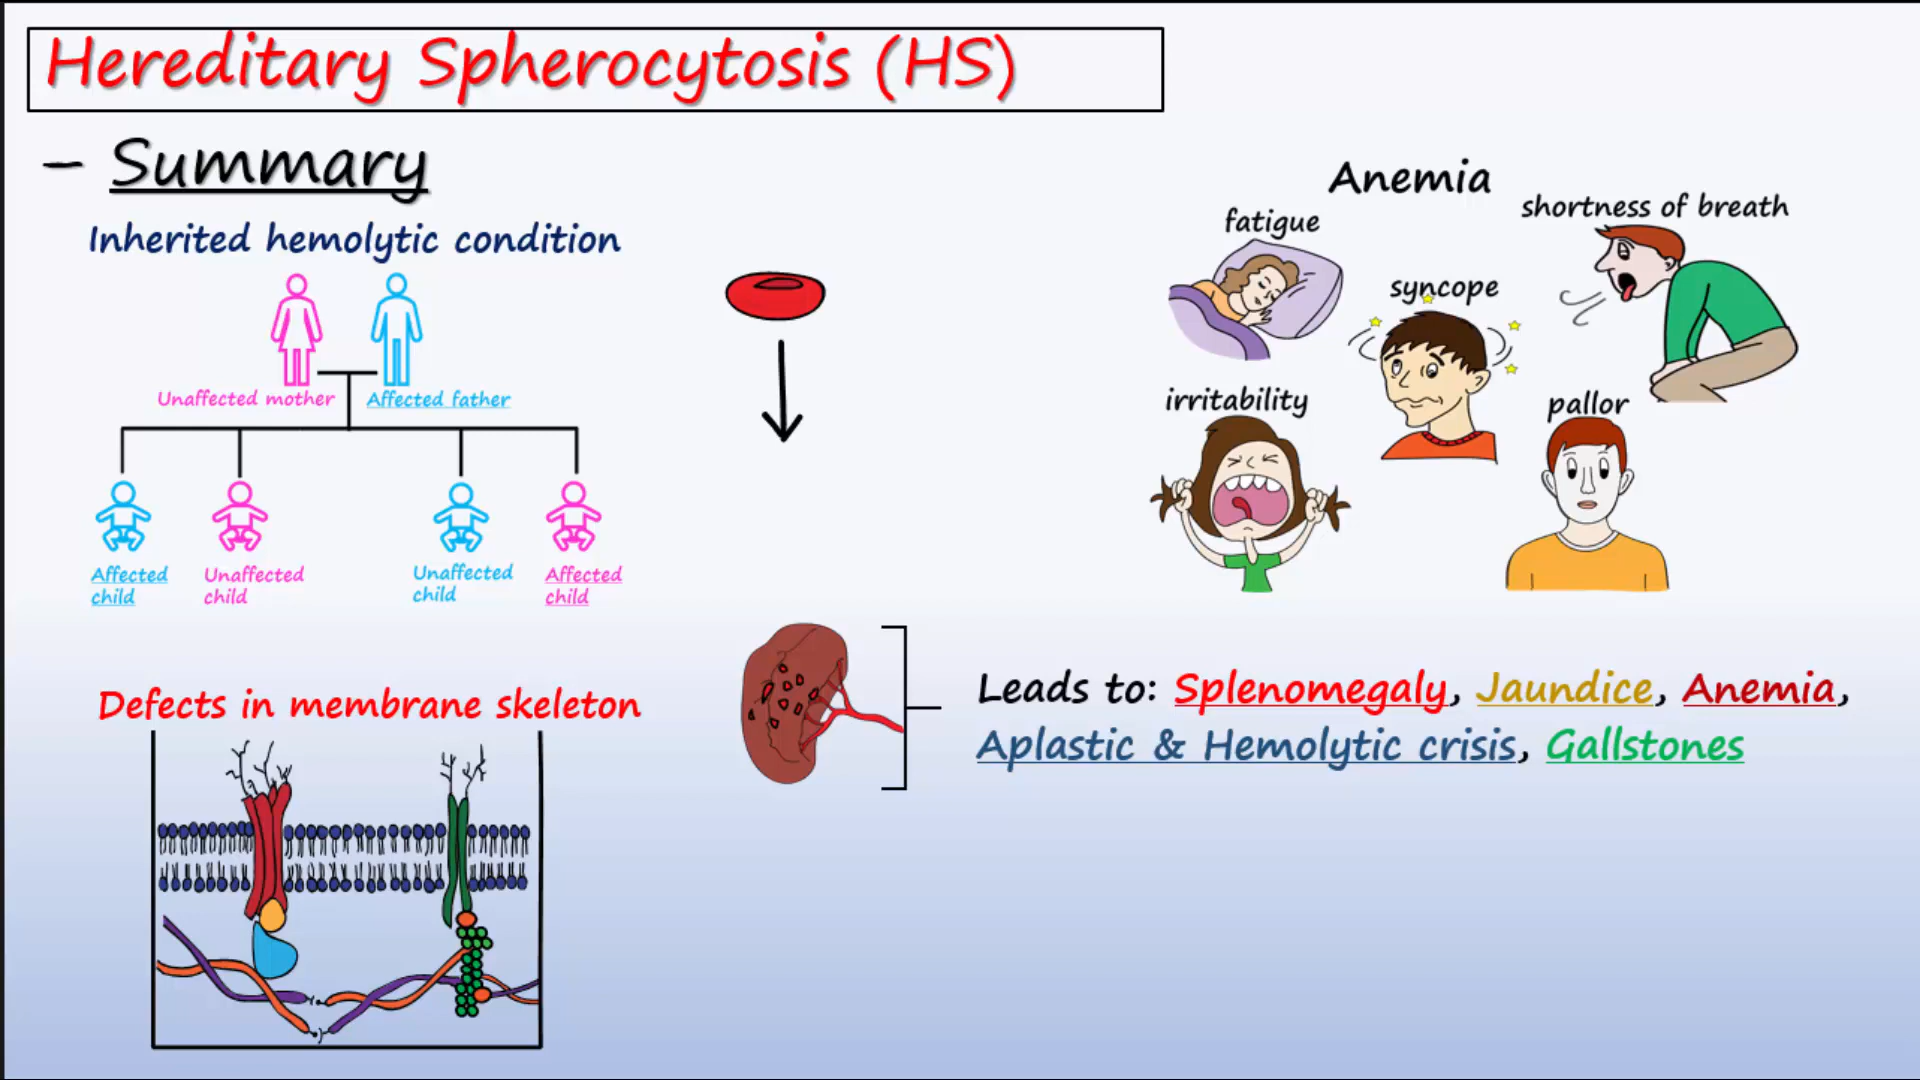 Hereditary Spherocytosis (HS)
– Summary
Inherited hemolytic condition
Unaffected mother
Affected father
Affected
child
Unaffected
child
Unaffected
child
Affected
child
Defects in membrane skeleton
Anemia
fatigue
shortness of breath
syncope
irritability
pallor
Leads to: Splenomegaly, Jaundice, Anemia,
Aplastic & Hemolytic crisis, Gallstones